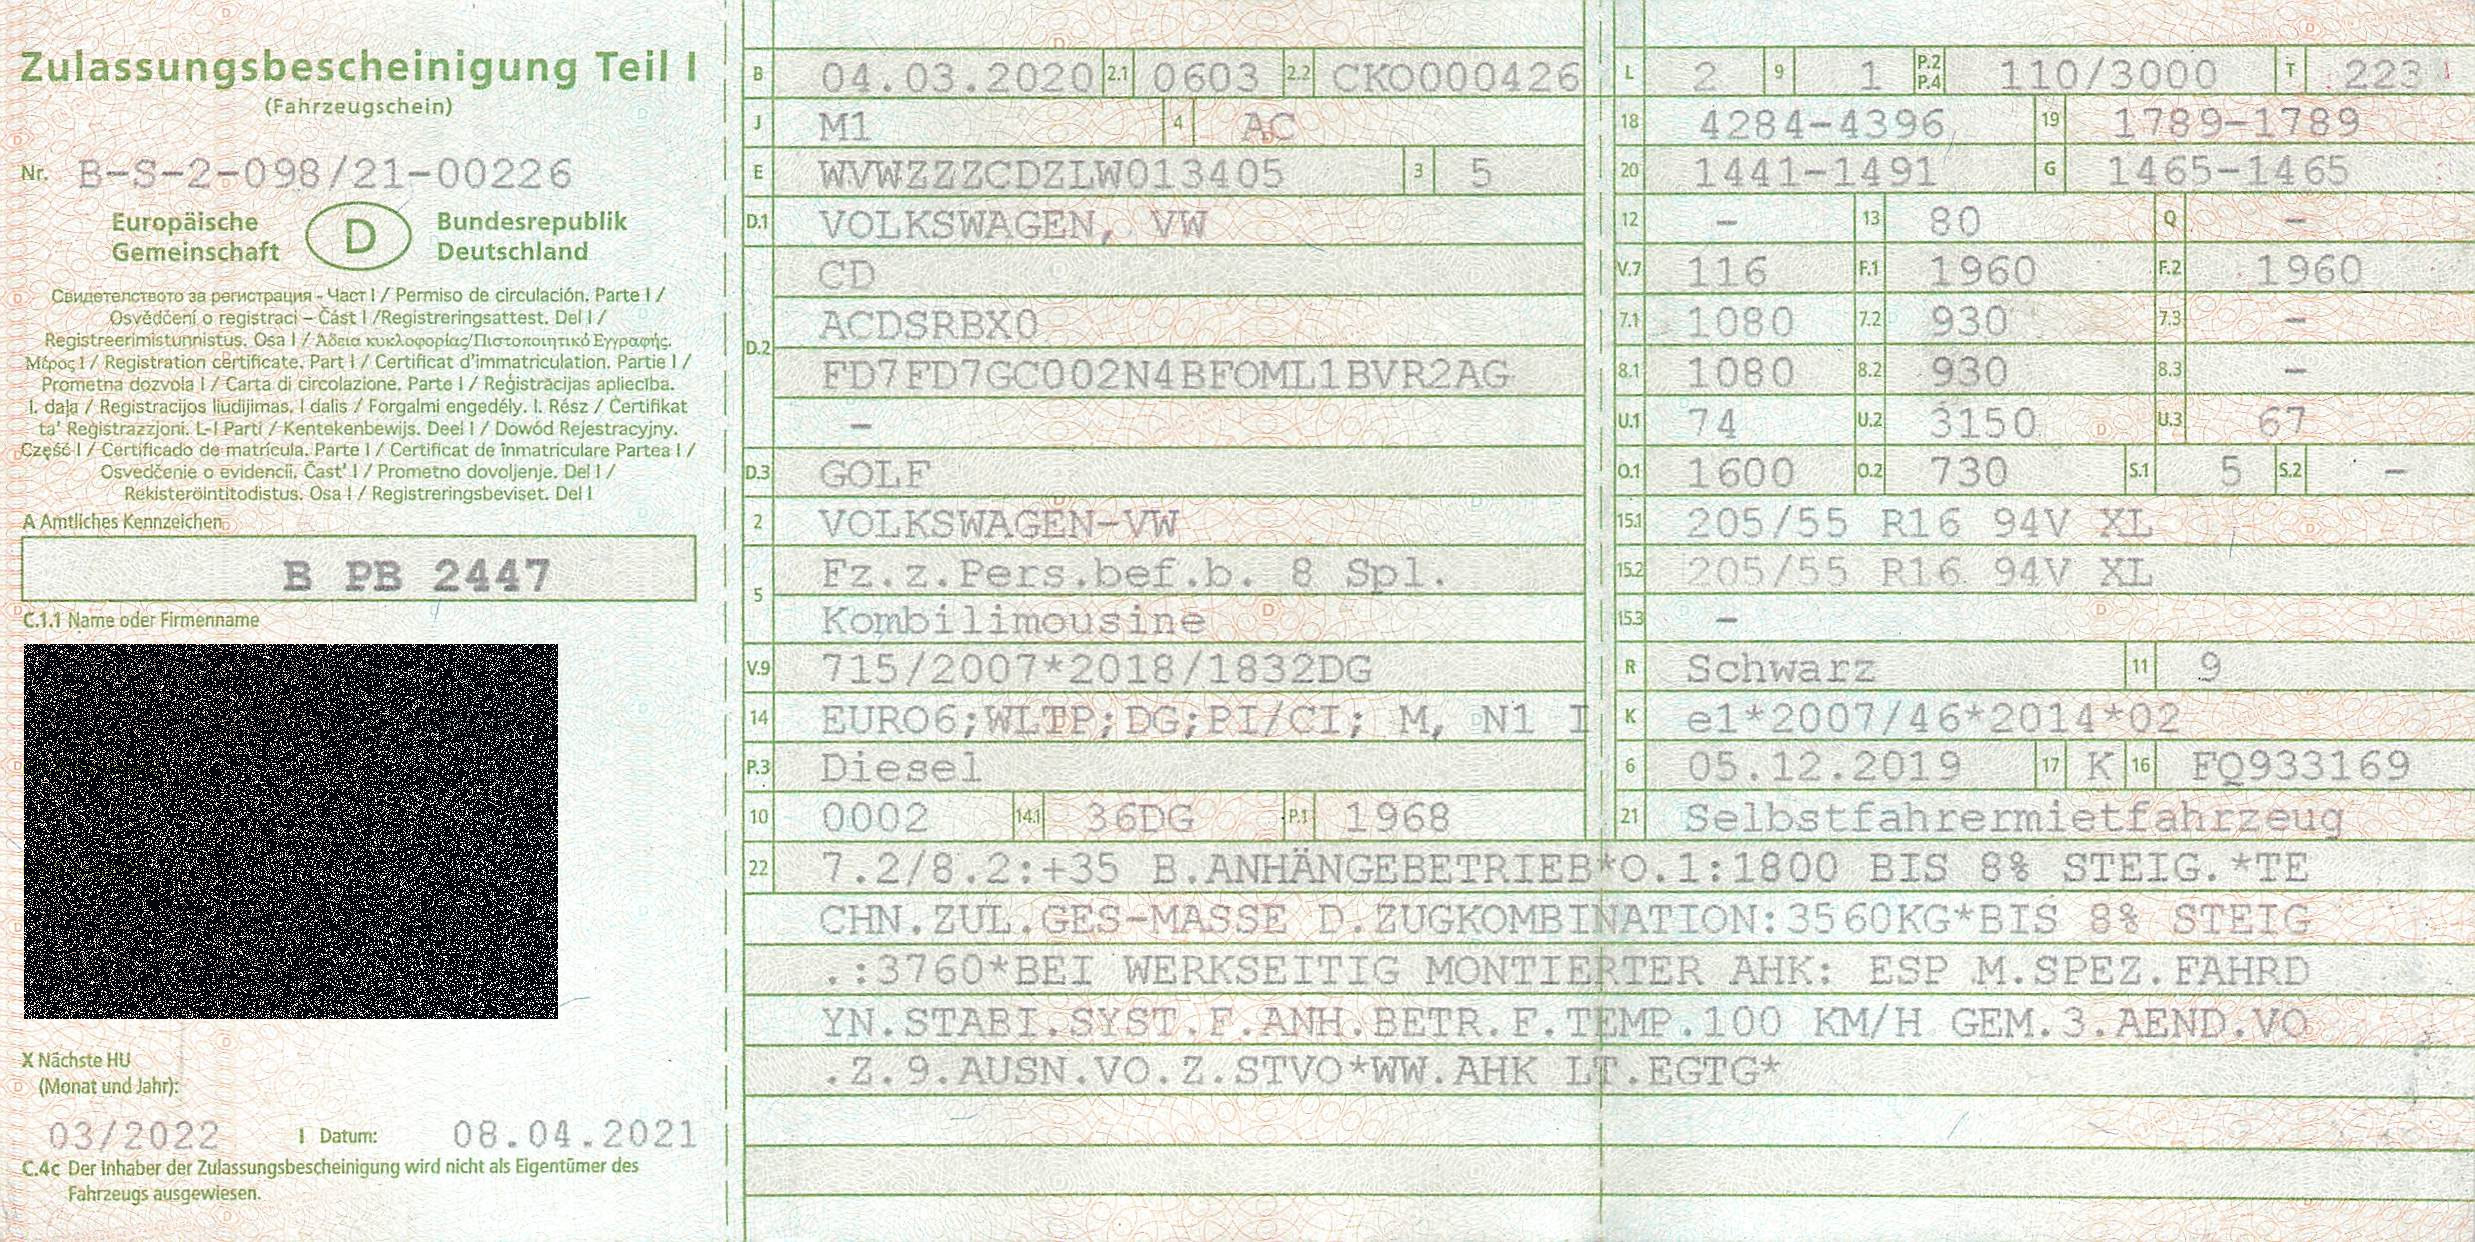 Zulassungsbescheinigung Teil I
(Fahrzeugschein)
Nr. B-S-2-098/21-00226
Europäische Gemeinschaft D Bundesrepublik Deutschland
Свидетелството за регистрация - Част I / Permiso de circulación. Parte I /
Osvědčení o registraci – Část I /Registreringsattest. Del I /
Registreerimistunnistus. Osa I / Άδεια κυκλοφορίας/Πιστοποιητικό Εγγραφής.
Μέρος I / Registration certificate. Part I / Certificat d'immatriculation. Partie I /
Prometna dozvola I / Carta di circolazione. Parte I / Reģistrācijas apliecība.
I. daļa / Registracijos liudijimas. I dalis / Forgalmi engedély. I. Rész / Ċertifikat
ta' Reġistrazzjoni. L-I Parti / Kentekenbewijs. Deel I / Dowód Rejestracyjny.
Część I / Certificado de matrícula. Parte I / Certificat de înmatriculare Partea I /
Osvedčenie o evidencii. Časť I / Prometno dovoljenje. Del I /
Rekisteröintitodistus. Osa I / Registreringsbeviset. Del I
A Amtliches Kennzeichen
B PB 2447
C.1.1 Name oder Firmenname
X Nächste HU
(Monat und Jahr):
03/2022 I Datum: 08.04.2021
C.4c Der Inhaber der Zulassungsbescheinigung wird nicht als Eigentümer des
Fahrzeugs ausgewiesen.
B 04.03.2020 2.1 0603 2.2 CKO000426
J M1 4 AC
E WVWZZZCDZLW013405 3 5
D.1 VOLKSWAGEN, VW
CD
D.2 ACDSRBX0
FD7FD7GC002N4BFOML1BVR2AG
–
D.3 GOLF
2 VOLKSWAGEN-VW
5 Fz.z.Pers.bef.b. 8 Spl.
Kombilimousine
V.9 715/2007*2018/1832DG
14 EURO6;WLTP;DG;PI/CI; M, N1 I
P.3 Diesel
10 0002 14.1 36DG P.1 1968
L 2 9 1 P.2 P.4 110/3000 T 223
18 4284-4396 19 1789-1789
20 1441-1491 G 1465-1465
12 – 13 80 Q –
V.7 116 F.1 1960 F.2 1960
7.1 1080 7.2 930 7.3 –
8.1 1080 8.2 930 8.3 –
U.1 74 U.2 3150 U.3 67
O.1 1600 O.2 730 S.1 5 S.2 –
15.1 205/55 R16 94V XL
15.2 205/55 R16 94V XL
15.3 –
R Schwarz 11 9
K e1*2007/46*2014*02
6 05.12.2019 17 K 16 FQ933169
21 Selbstfahrermietfahrzeug
22 7.2/8.2:+35 B.ANHÄNGEBETRIEB*O.1:1800 BIS 8% STEIG.*TE
CHN.ZUL.GES-MASSE D.ZUGKOMBINATION:3560KG*BIS 8% STEIG
.:3760*BEI WERKSEITIG MONTIERTER AHK: ESP M.SPEZ.FAHRD
YN.STABI.SYST.F.ANH.BETR.F.TEMP.100 KM/H GEM.3.AEND.VO
.Z.9.AUSN.VO.Z.STVO*WW.AHK LT.EGTG*